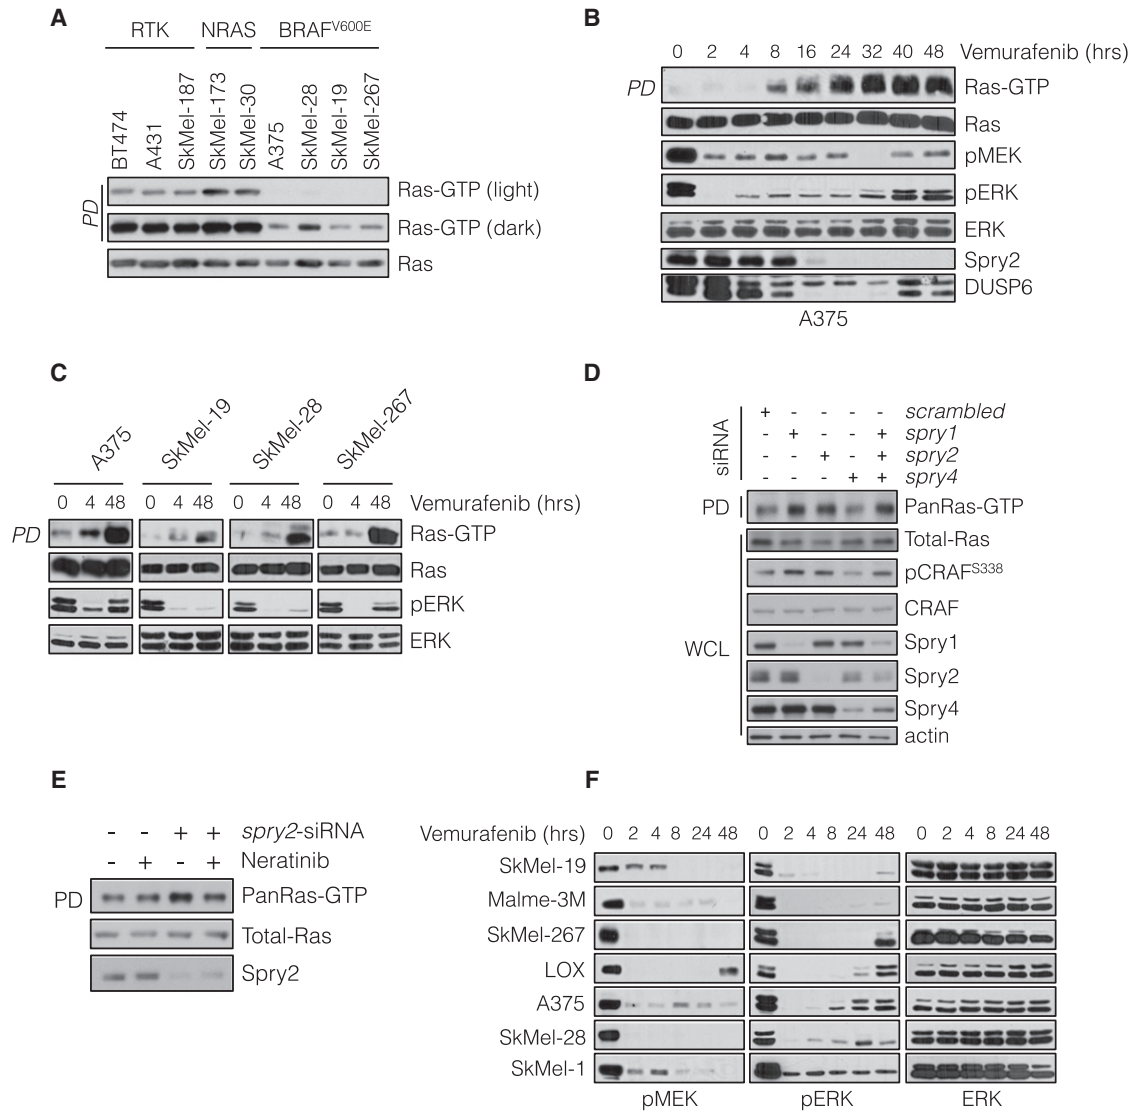 A
RTK NRAS BRAFV600E
BT474 A431 SkMel-187 SkMel-173 SkMel-30 A375 SkMel-28 SkMel-19 SkMel-267
PD
Ras-GTP (light)
Ras-GTP (dark)
Ras
B
0 2 4 8 16 24 32 40 48 Vemurafenib (hrs)
PD Ras-GTP
Ras
pMEK
pERK
ERK
Spry2
DUSP6
A375
C
A375 SkMel-19 SkMel-28 SkMel-267
0 4 48 0 4 48 0 4 48 0 4 48 Vemurafenib (hrs)
PD Ras-GTP
Ras
pERK
ERK
D
siRNA
+ - - - - scrambled
- + - - + spry1
- - + - + spry2
- - - + + spry4
PD PanRas-GTP
WCL
Total-Ras
pCRAFS338
CRAF
Spry1
Spry2
Spry4
actin
E
- - + + spry2-siRNA
- + - + Neratinib
PD PanRas-GTP
Total-Ras
Spry2
F
Vemurafenib (hrs) 0 2 4 8 24 48 0 2 4 8 24 48 0 2 4 8 24 48
SkMel-19
Malme-3M
SkMel-267
LOX
A375
SkMel-28
SkMel-1
pMEK pERK ERK